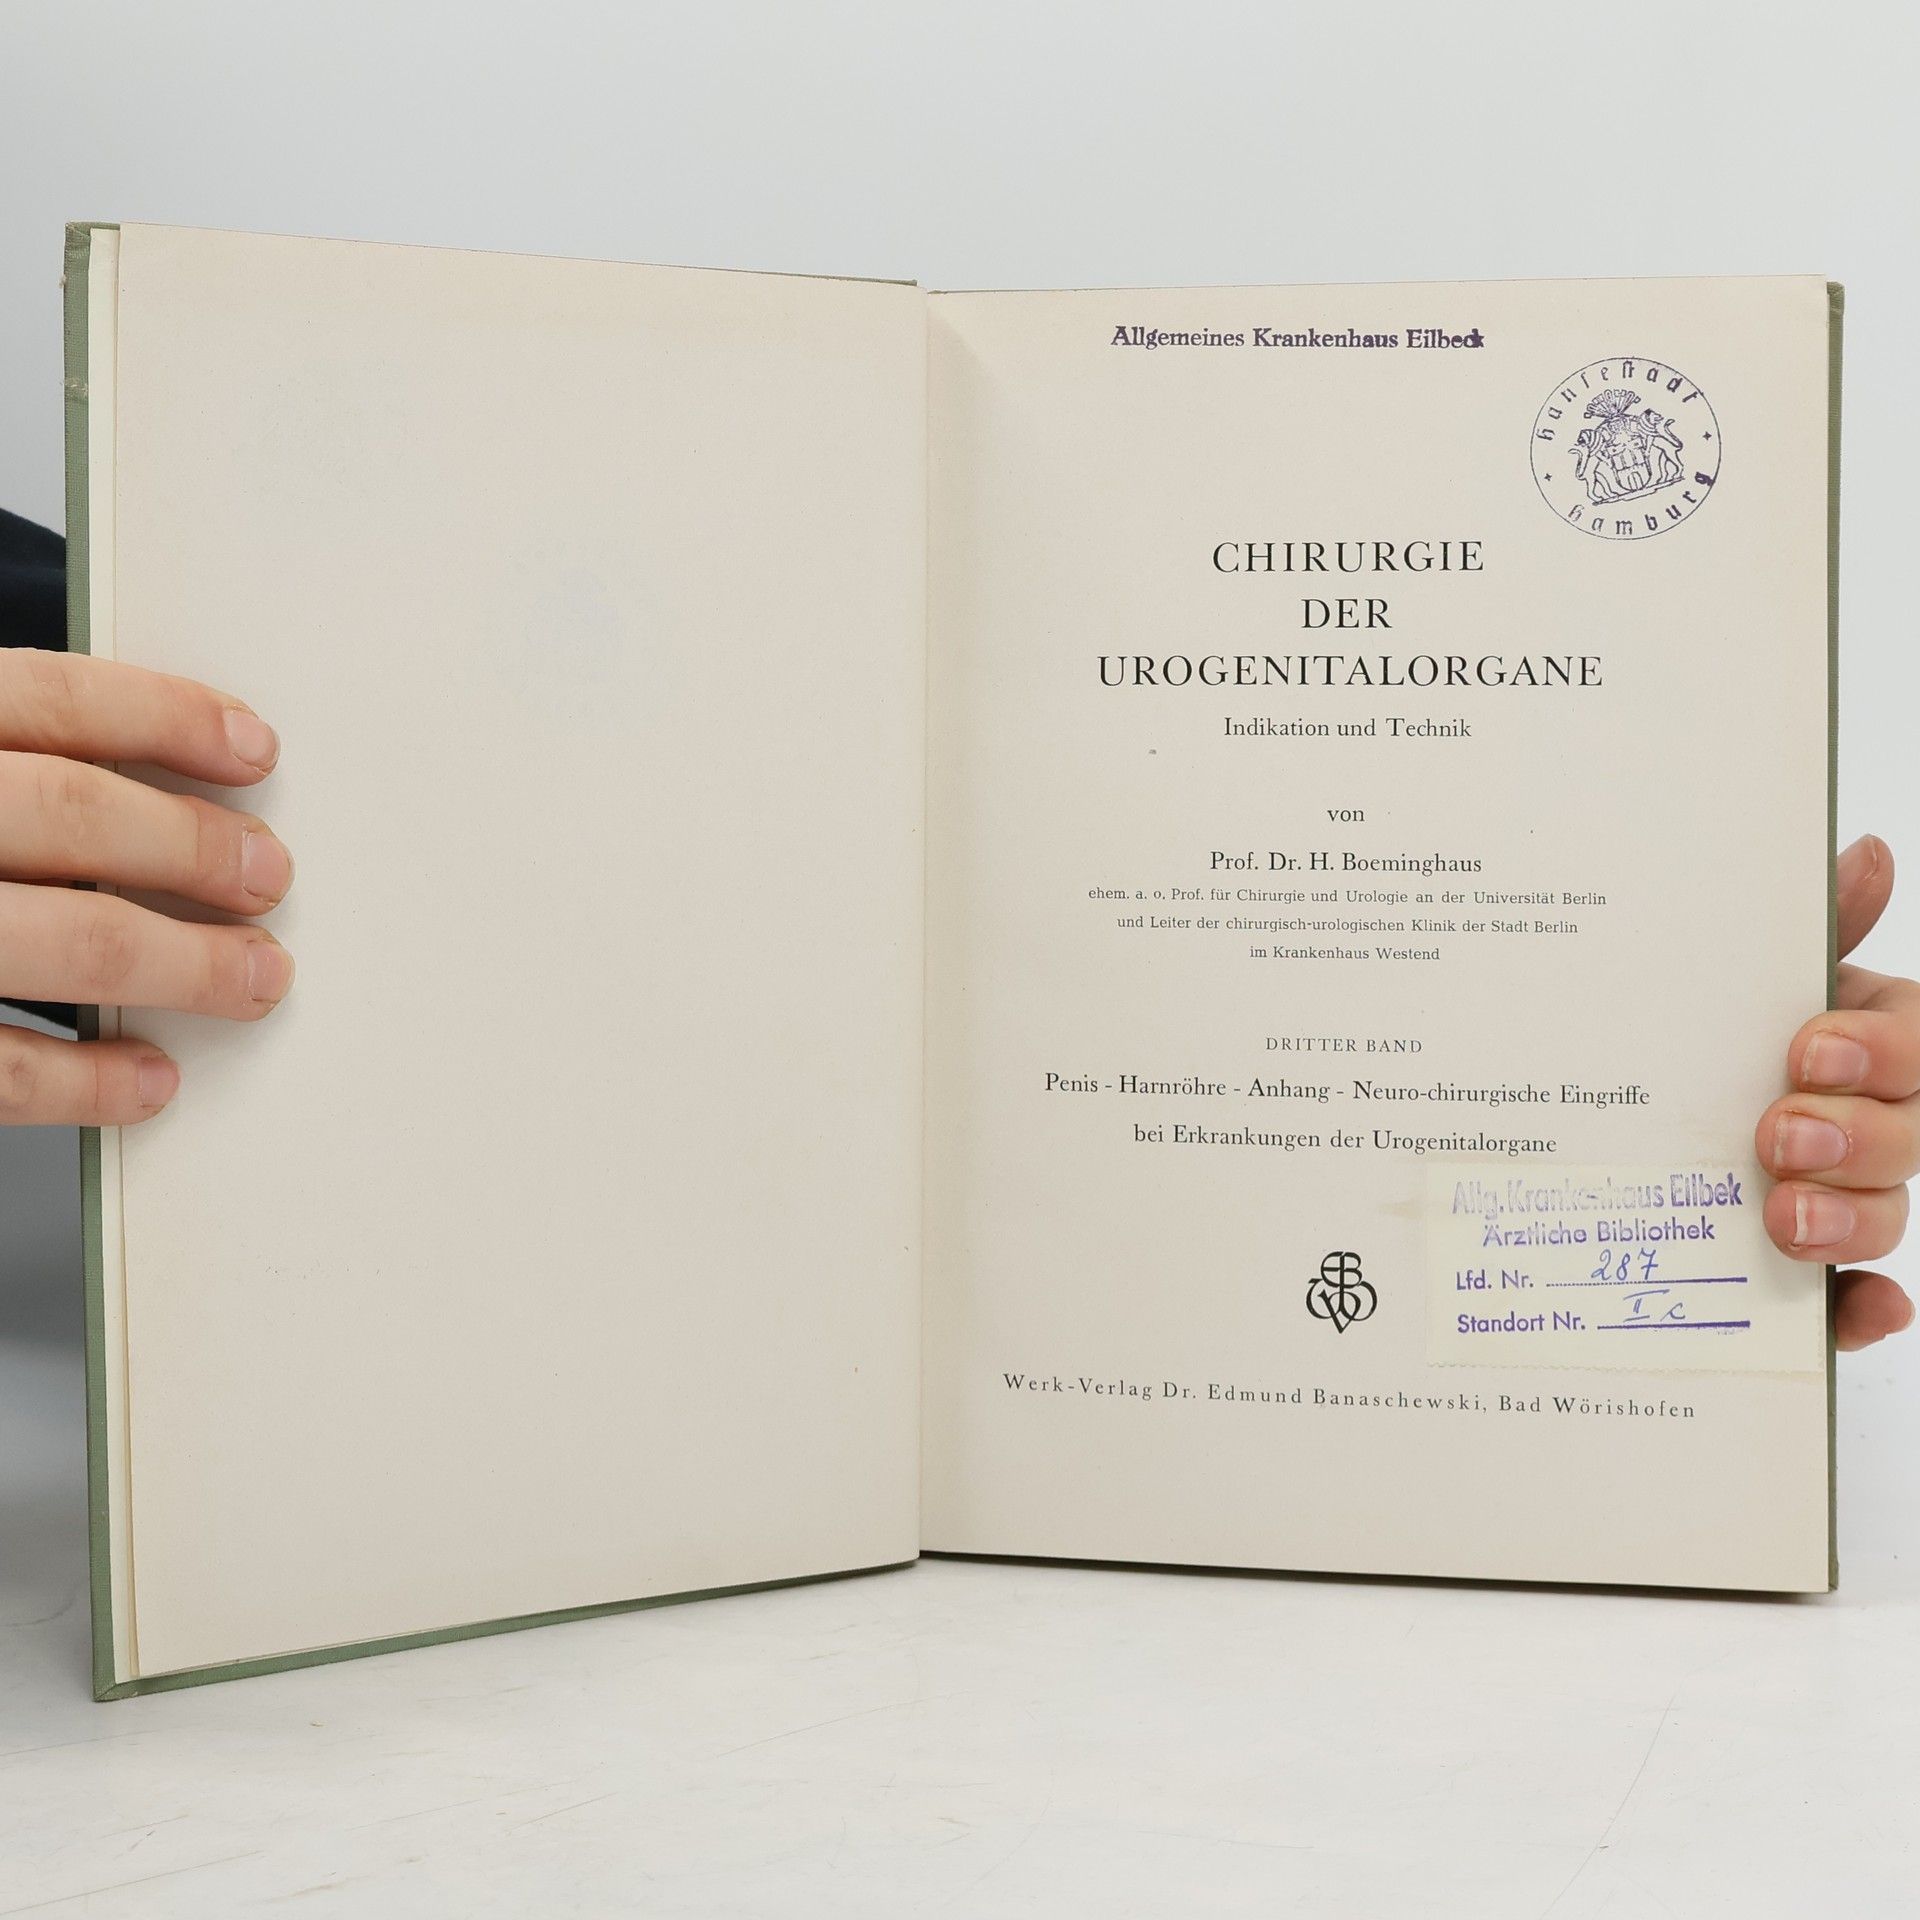 Allgemeines Krankenhaus Eilbeck
Hansestadt
Hamburg
CHIRURGIE
DER
UROGENITALORGANE
Indikation und Technik
von
Prof. Dr. H. Boeminghaus
ehem. a. o. Prof. für Chirurgie und Urologie an der Universität Berlin
und Leiter der chirurgisch-urologischen Klinik der Stadt Berlin
im Krankenhaus Westend
DRITTER BAND
Penis - Harnröhre - Anhang - Neuro-chirurgische Eingriffe
bei Erkrankungen der Urogenitalorgane
Allg. Krankenhaus Eilbek
Ärztliche Bibliothek
Lfd. Nr. 287
Standort Nr. II c
Werk-Verlag Dr. Edmund Banaschewski, Bad Wörishofen